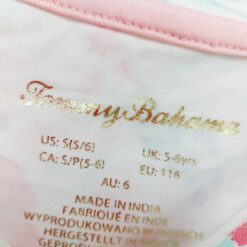 Tommy Bahama
US: S(5/6) UK: 5-6yrs
CA: S/P(5-6) EU: 116
AU: 6
MADE IN INDIA
FABRIQUÉ EN INDE
WYPRODUKOWANO W INDIACH
HERGESTELLT IN